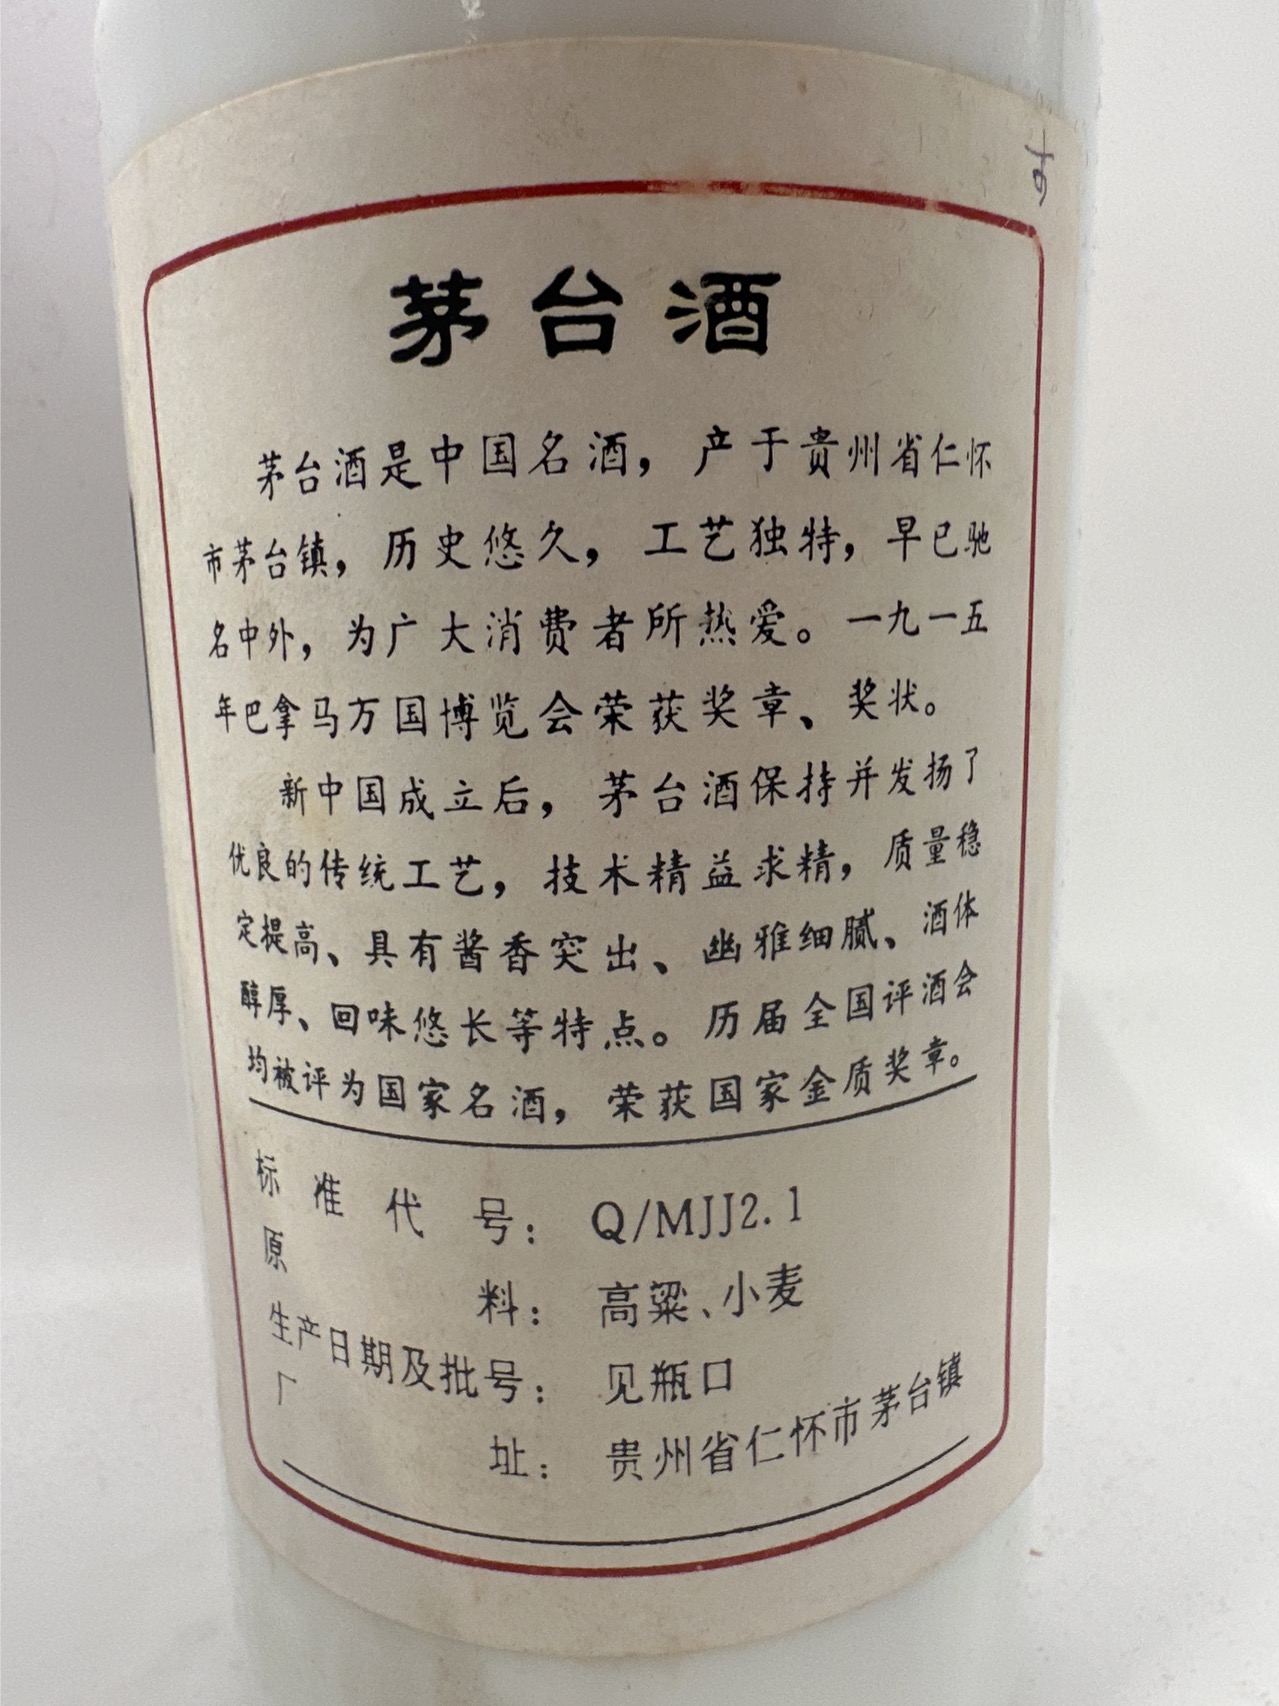 茅台酒
茅台酒是中国名酒，产于贵州省仁怀
市茅台镇，历史悠久，工艺独特，早已驰
名中外，为广大消费者所热爱。一九一五
年巴拿马万国博览会荣获奖章、奖状。
新中国成立后，茅台酒保持并发扬了
优良的传统工艺，技术精益求精，质量稳
定提高、具有酱香突出、幽雅细腻、酒体
醇厚、回味悠长等特点。历届全国评酒会
均被评为国家名酒，荣获国家金质奖章。
标准代号：Q/MJJ2.1
原料：高粱、小麦
生产日期及批号：见瓶口
厂址：贵州省仁怀市茅台镇